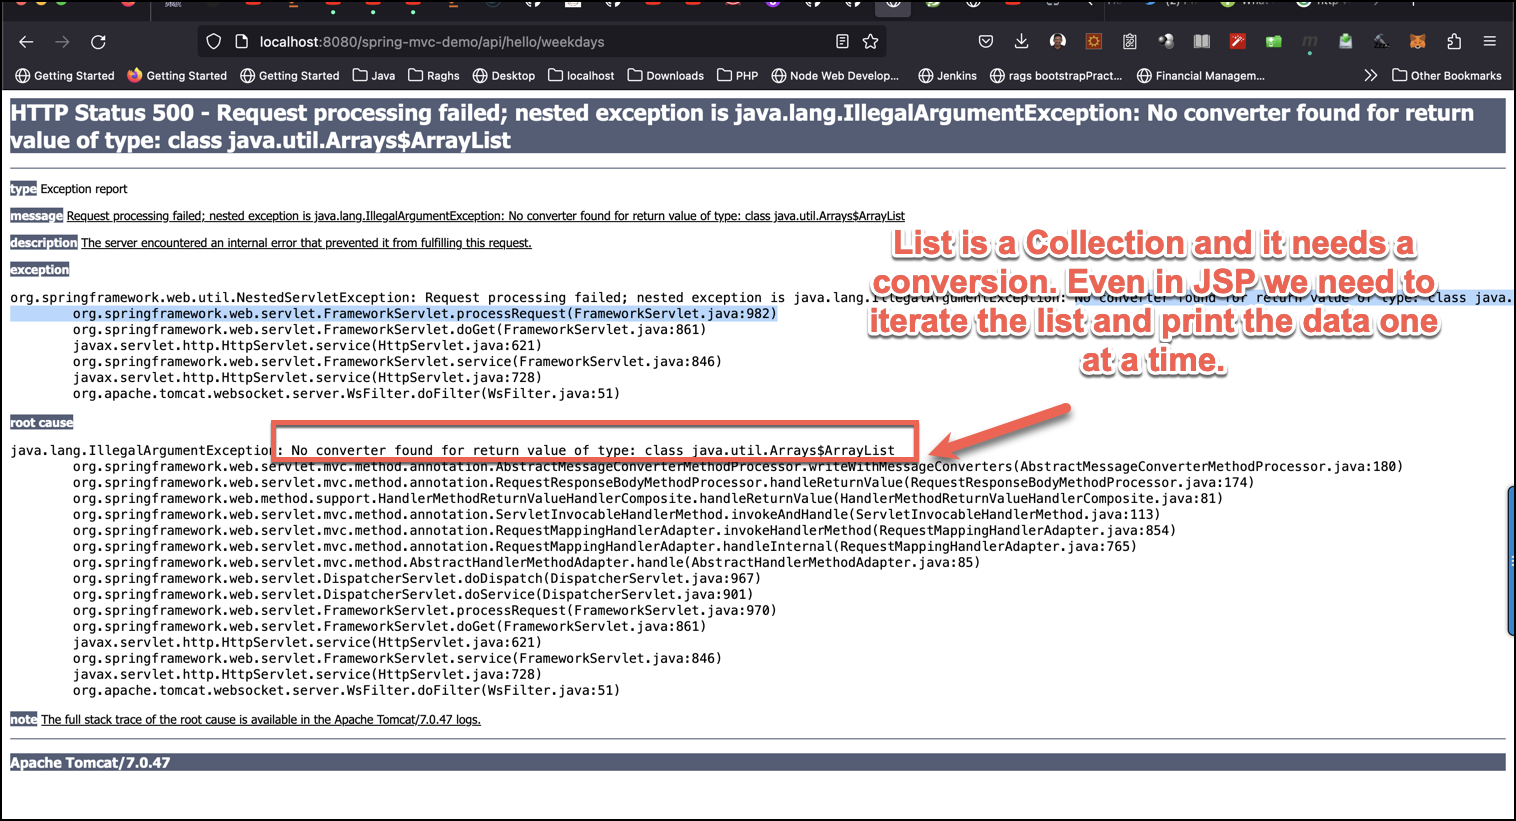 localhost:8080/spring-mvc-demo/api/hello/weekdays
Getting Started Getting Started Getting Started Java Raghs Desktop localhost Downloads PHP Node Web Develop... Jenkins rags bootstrapPract... Financial Managem... Other Bookmarks
HTTP Status 500 - Request processing failed; nested exception is java.lang.IllegalArgumentException: No converter found for return
value of type: class java.util.Arrays$ArrayList
type Exception report
message Request processing failed; nested exception is java.lang.IllegalArgumentException: No converter found for return value of type: class java.util.Arrays$ArrayList
description The server encountered an internal error that prevented it from fulfilling this request.
exception
List is a Collection and it needs a
conversion. Even in JSP we need to
iterate the list and print the data one
at a time.
org.springframework.web.util.NestedServletException: Request processing failed; nested exception is java.lang.IllegalArgumentException: No converter found for return value of type: class java.
org.springframework.web.servlet.FrameworkServlet.processRequest(FrameworkServlet.java:982)
org.springframework.web.servlet.FrameworkServlet.doGet(FrameworkServlet.java:861)
javax.servlet.http.HttpServlet.service(HttpServlet.java:621)
org.springframework.web.servlet.FrameworkServlet.service(FrameworkServlet.java:846)
javax.servlet.http.HttpServlet.service(HttpServlet.java:728)
org.apache.tomcat.websocket.server.WsFilter.doFilter(WsFilter.java:51)
root cause
java.lang.IllegalArgumentException: No converter found for return value of type: class java.util.Arrays$ArrayList
org.springframework.web.servlet.mvc.method.annotation.AbstractMessageConverterMethodProcessor.writeWithMessageConverters(AbstractMessageConverterMethodProcessor.java:180)
org.springframework.web.servlet.mvc.method.annotation.RequestResponseBodyMethodProcessor.handleReturnValue(RequestResponseBodyMethodProcessor.java:174)
org.springframework.web.method.support.HandlerMethodReturnValueHandlerComposite.handleReturnValue(HandlerMethodReturnValueHandlerComposite.java:81)
org.springframework.web.servlet.mvc.method.annotation.ServletInvocableHandlerMethod.invokeAndHandle(ServletInvocableHandlerMethod.java:113)
org.springframework.web.servlet.mvc.method.annotation.RequestMappingHandlerAdapter.invokeHandlerMethod(RequestMappingHandlerAdapter.java:854)
org.springframework.web.servlet.mvc.method.annotation.RequestMappingHandlerAdapter.handleInternal(RequestMappingHandlerAdapter.java:765)
org.springframework.web.servlet.mvc.method.AbstractHandlerMethodAdapter.handle(AbstractHandlerMethodAdapter.java:85)
org.springframework.web.servlet.DispatcherServlet.doDispatch(DispatcherServlet.java:967)
org.springframework.web.servlet.DispatcherServlet.doService(DispatcherServlet.java:901)
org.springframework.web.servlet.FrameworkServlet.processRequest(FrameworkServlet.java:970)
org.springframework.web.servlet.FrameworkServlet.doGet(FrameworkServlet.java:861)
javax.servlet.http.HttpServlet.service(HttpServlet.java:621)
org.springframework.web.servlet.FrameworkServlet.service(FrameworkServlet.java:846)
javax.servlet.http.HttpServlet.service(HttpServlet.java:728)
org.apache.tomcat.websocket.server.WsFilter.doFilter(WsFilter.java:51)
note The full stack trace of the root cause is available in the Apache Tomcat/7.0.47 logs.
Apache Tomcat/7.0.47